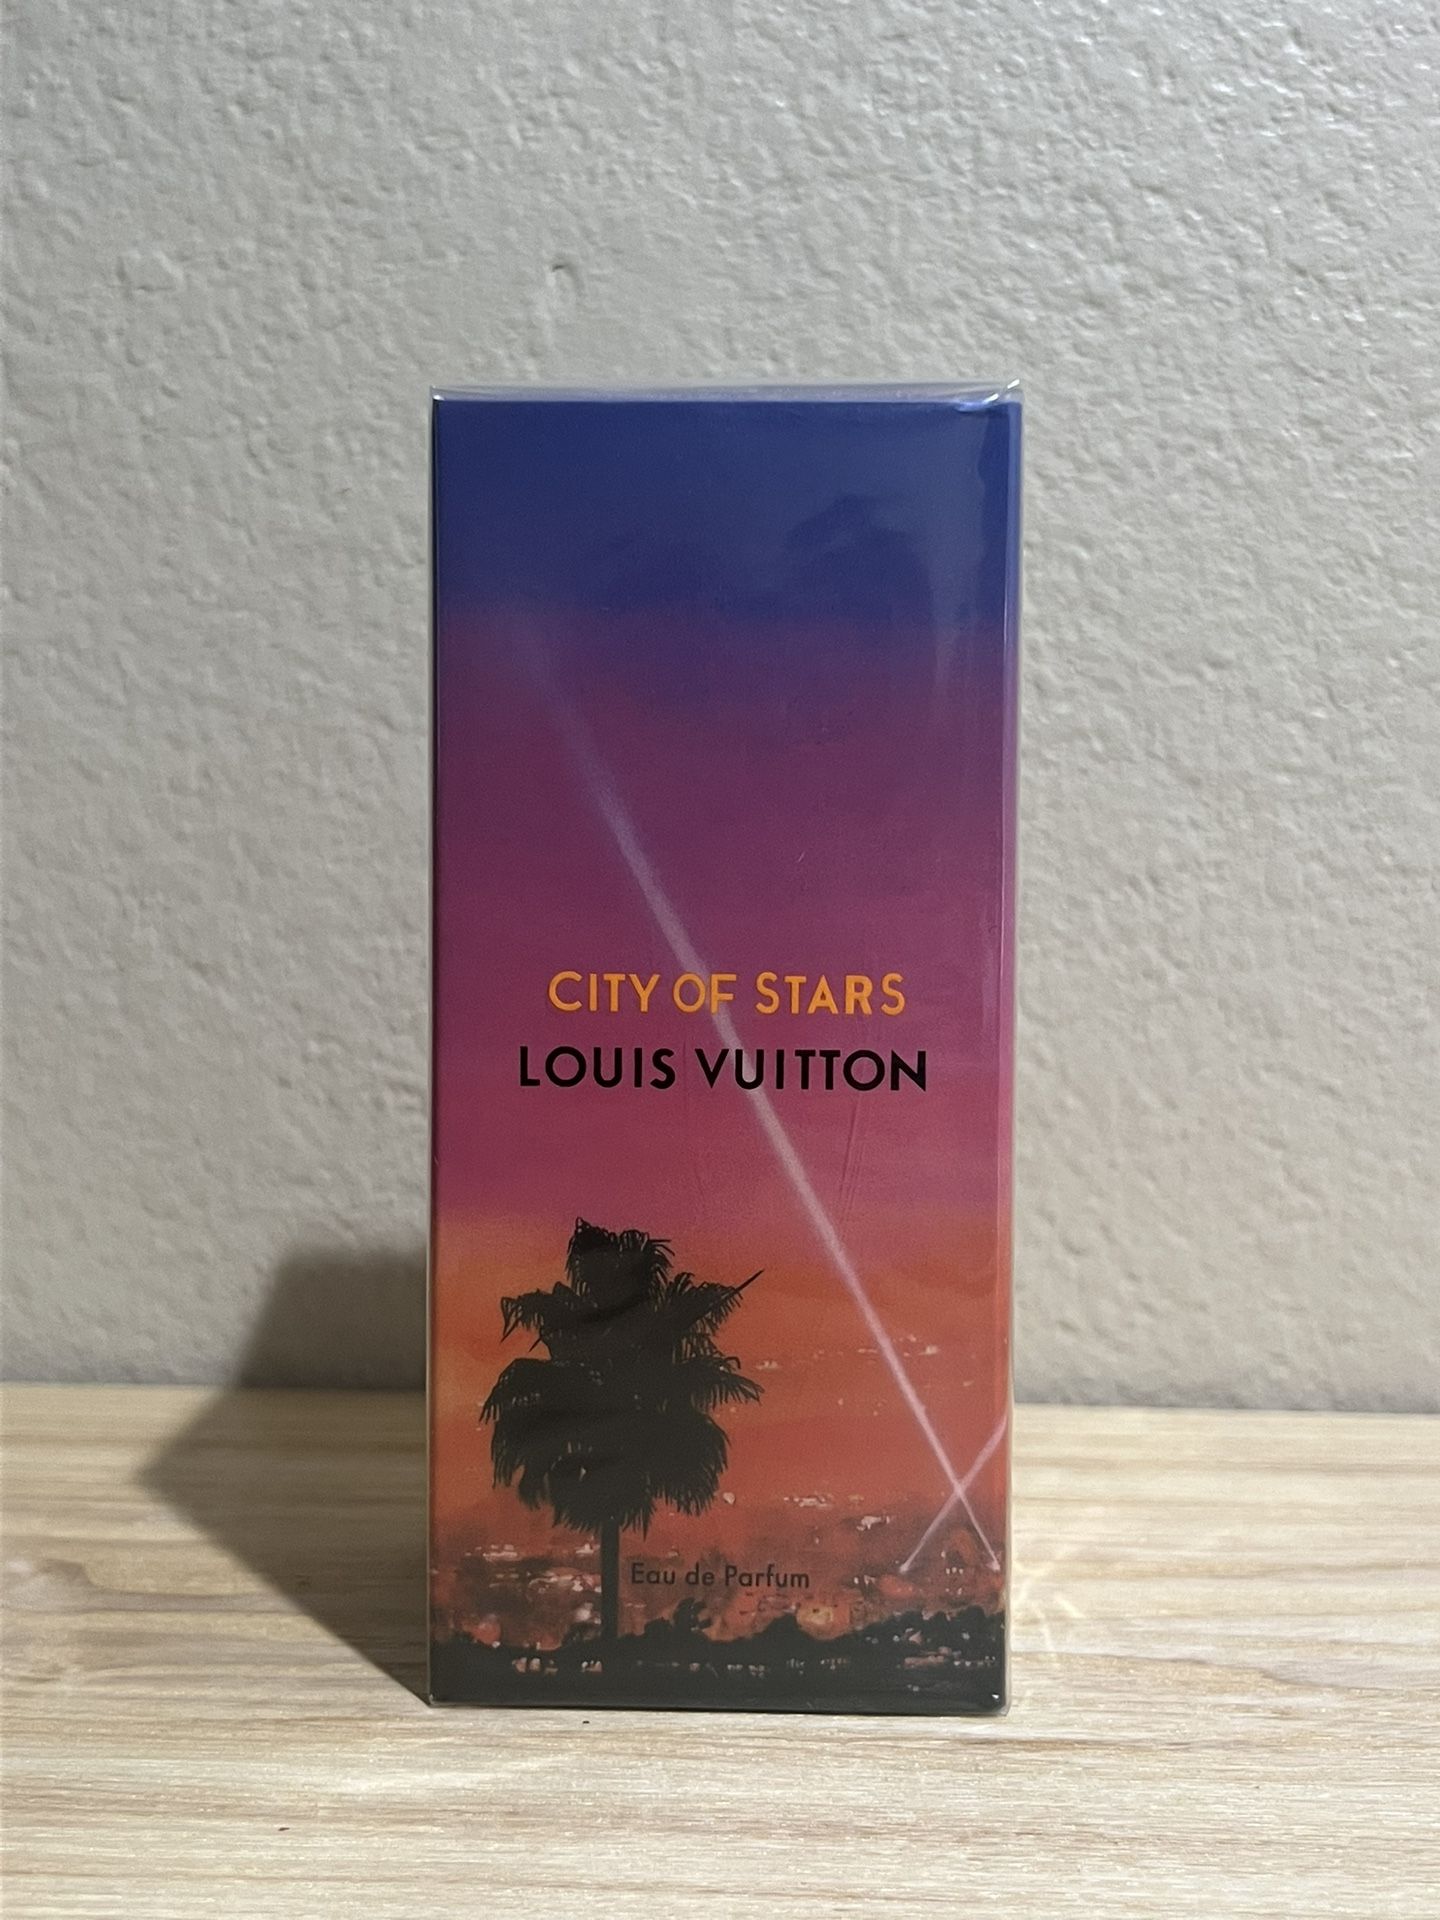 CITY OF STARS
LOUIS VUITTON
Eau de Parfum